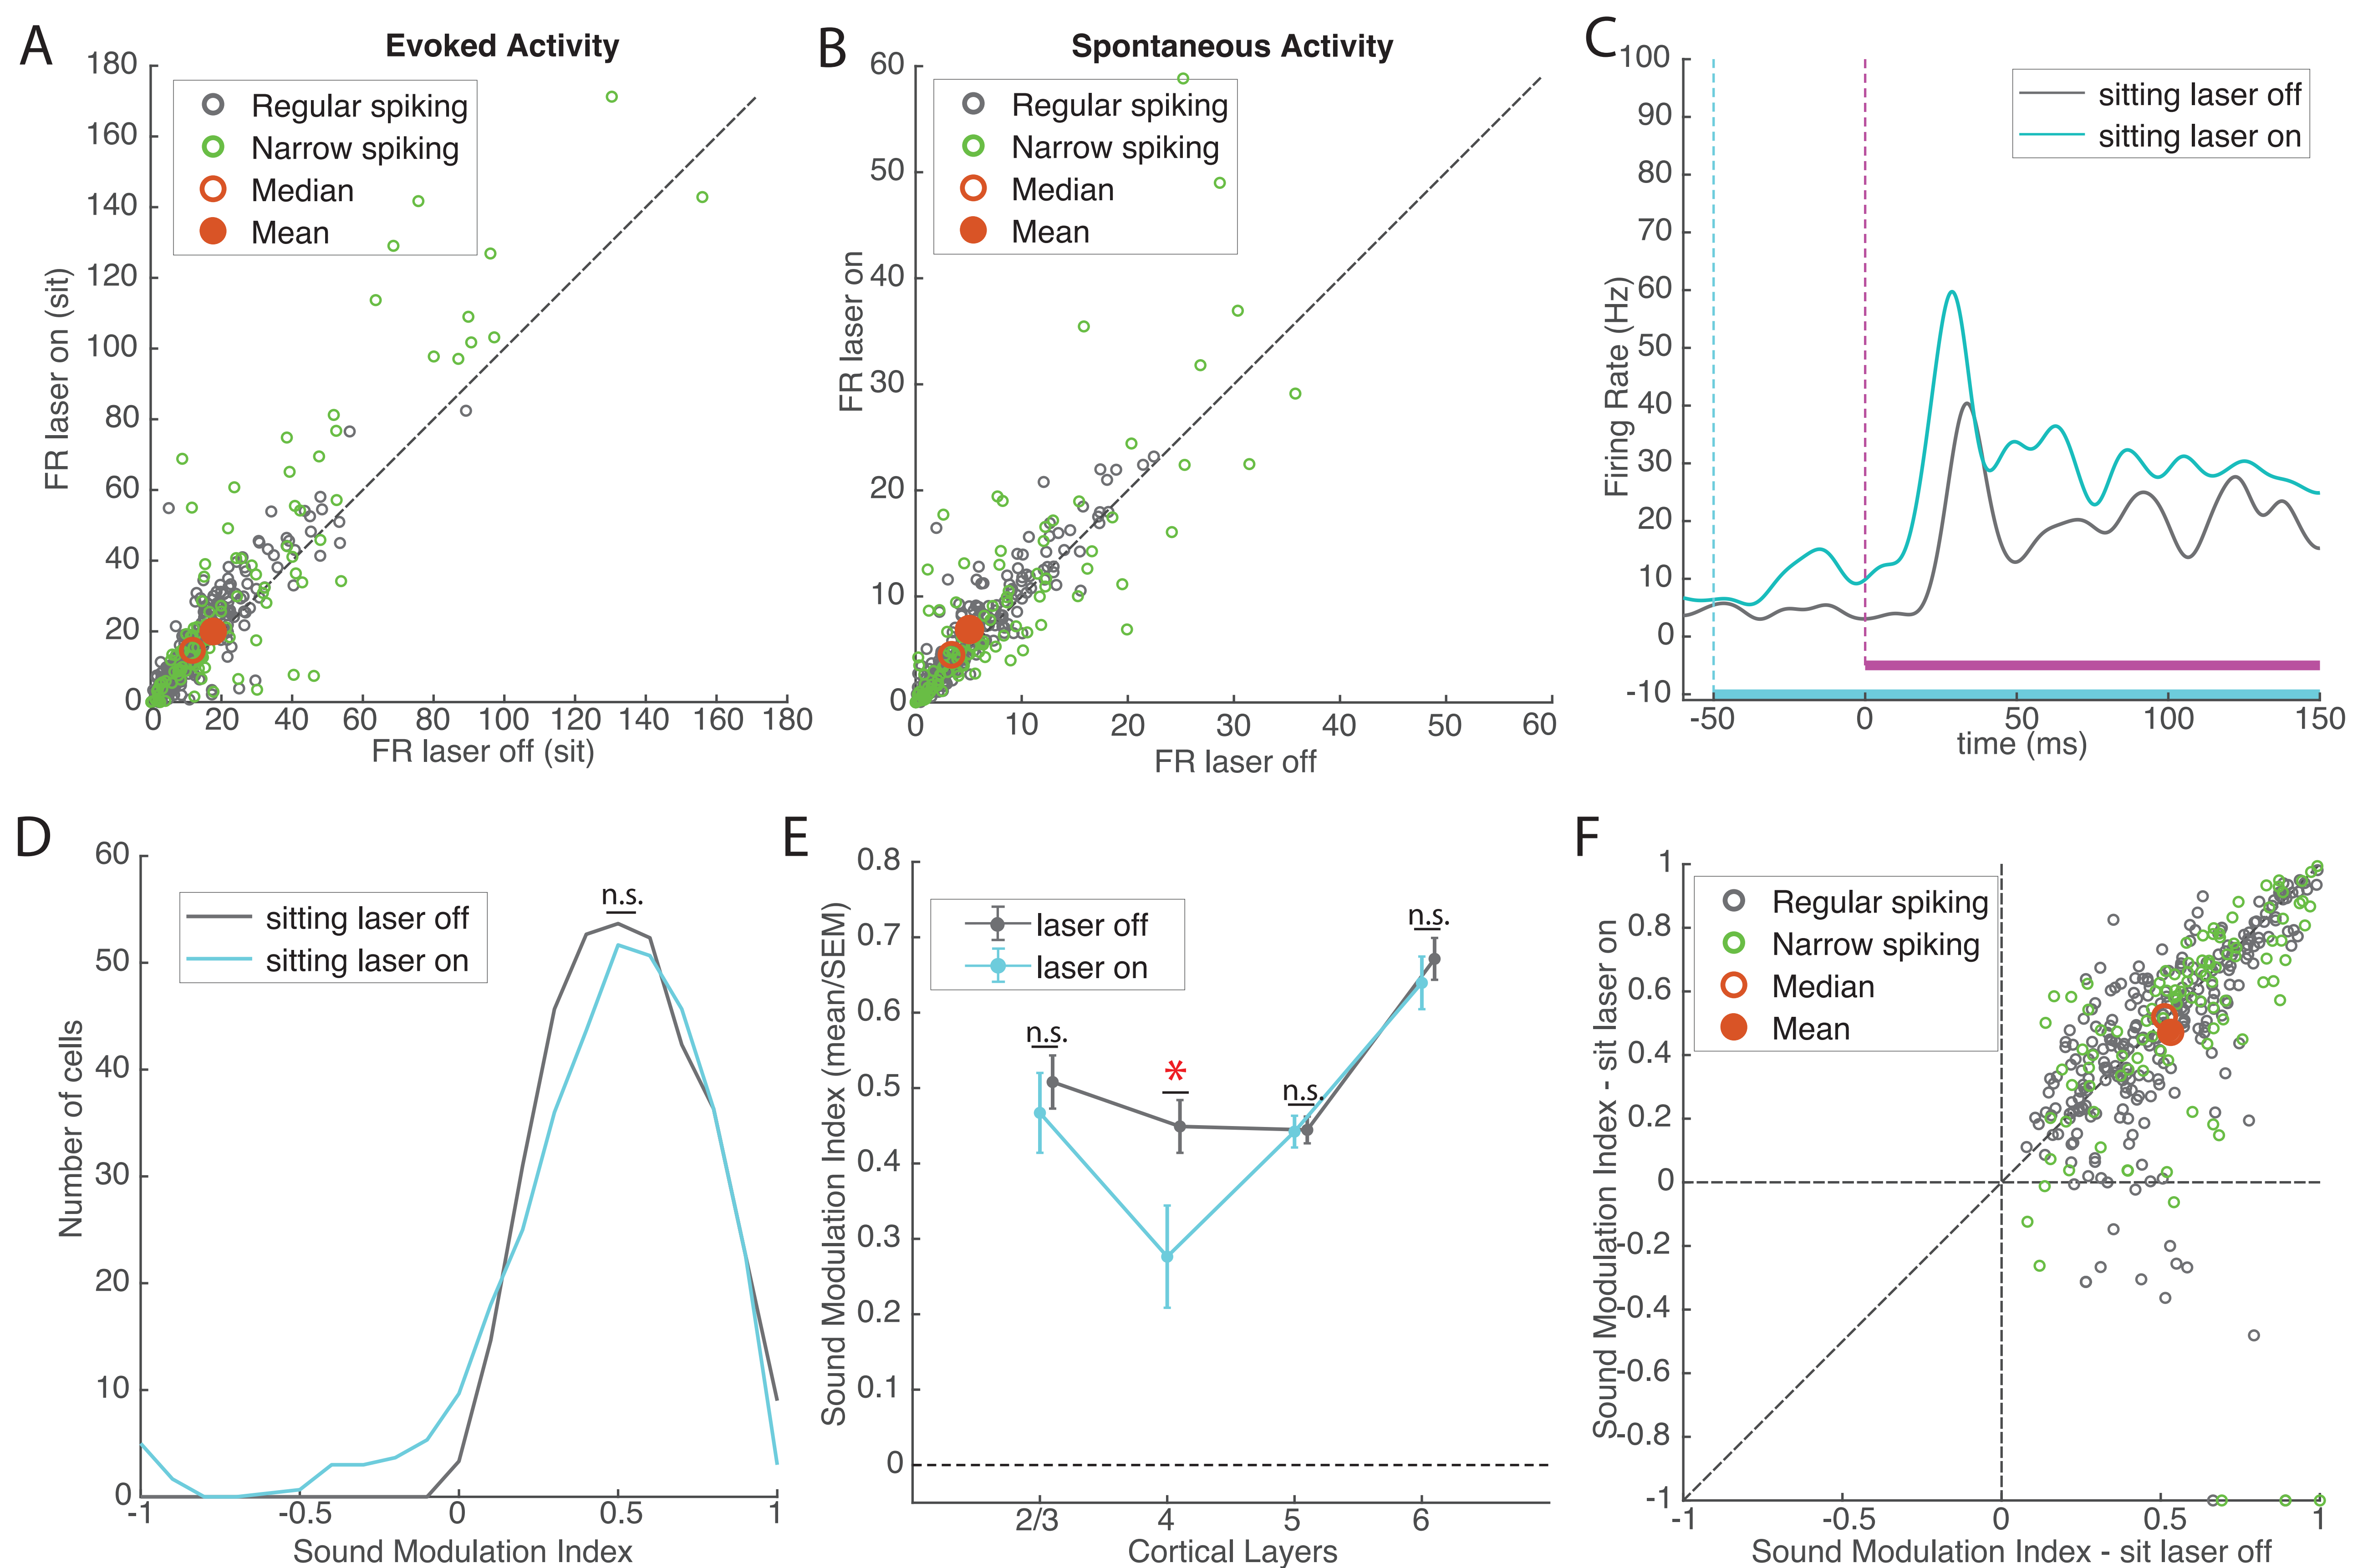 A
Evoked Activity
180
160
140
120
100
80
60
40
20
0
FR laser on (sit)
Regular spiking
Narrow spiking
Median
Mean
0 20 40 60 80 100 120 140 160 180
FR laser off (sit)
B
Spontaneous Activity
60
50
40
30
20
10
0
FR laser on
Regular spiking
Narrow spiking
Median
Mean
0 10 20 30 40 50 60
FR laser off
C
100
90
80
70
60
50
40
30
20
10
0
-10
Firing Rate (Hz)
sitting laser off
sitting laser on
-50 0 50 100 150
time (ms)
D
60
50
40
30
20
10
0
Number of cells
sitting laser off
sitting laser on
n.s.
-1 -0.5 0 0.5 1
Sound Modulation Index
E
0.8
0.7
0.6
0.5
0.4
0.3
0.2
0.1
0
Sound Modulation Index (mean/SEM)
laser off
laser on
n.s.
*
n.s.
n.s.
2/3 4 5 6
Cortical Layers
F
1
0.8
0.6
0.4
0.2
0
-0.2
-0.4
-0.6
-0.8
-1
Sound Modulation Index - sit laser on
Regular spiking
Narrow spiking
Median
Mean
-1 -0.5 0 0.5 1
Sound Modulation Index - sit laser off